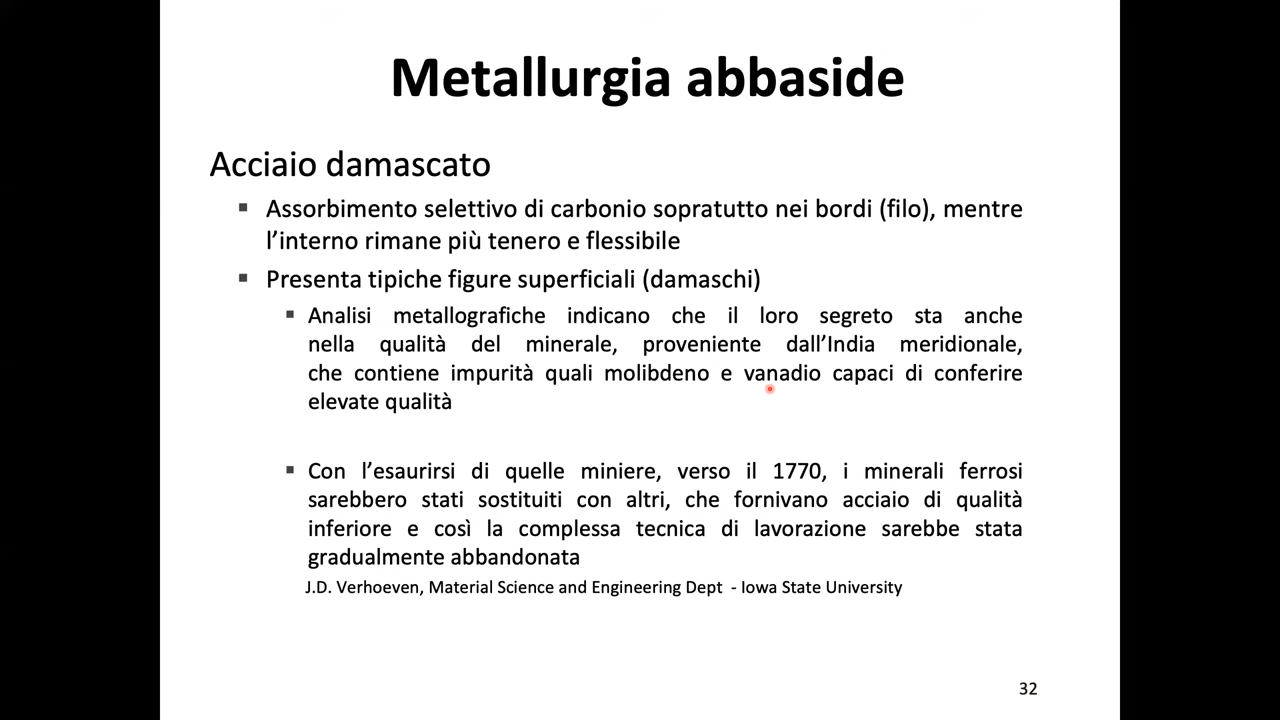 Metallurgia abbaside
Acciaio damascato
▪ Assorbimento selettivo di carbonio sopratutto nei bordi (filo), mentre
l’interno rimane più tenero e flessibile
▪ Presenta tipiche figure superficiali (damaschi)
▪ Analisi metallografiche indicano che il loro segreto sta anche
nella qualità del minerale, proveniente dall’India meridionale,
che contiene impurità quali molibdeno e vanadio capaci di conferire
elevate qualità
▪ Con l’esaurirsi di quelle miniere, verso il 1770, i minerali ferrosi
sarebbero stati sostituiti con altri, che fornivano acciaio di qualità
inferiore e così la complessa tecnica di lavorazione sarebbe stata
gradualmente abbandonata
J.D. Verhoeven, Material Science and Engineering Dept - Iowa State University
32